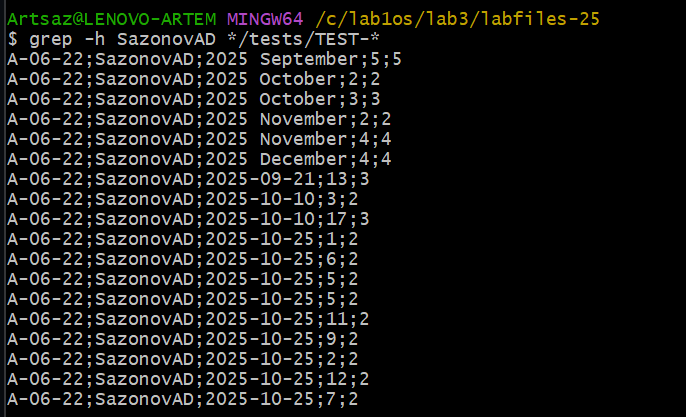 Artsaz@LENOVO-ARTEM MINGW64 /c/lab1os/lab3/labfiles-25
$ grep -h SazonovAD */tests/TEST-*
A-06-22;SazonovAD;2025 September;5;5
A-06-22;SazonovAD;2025 October;2;2
A-06-22;SazonovAD;2025 October;3;3
A-06-22;SazonovAD;2025 November;2;2
A-06-22;SazonovAD;2025 November;4;4
A-06-22;SazonovAD;2025 December;4;4
A-06-22;SazonovAD;2025-09-21;13;3
A-06-22;SazonovAD;2025-10-10;3;2
A-06-22;SazonovAD;2025-10-10;17;3
A-06-22;SazonovAD;2025-10-25;1;2
A-06-22;SazonovAD;2025-10-25;6;2
A-06-22;SazonovAD;2025-10-25;5;2
A-06-22;SazonovAD;2025-10-25;5;2
A-06-22;SazonovAD;2025-10-25;11;2
A-06-22;SazonovAD;2025-10-25;9;2
A-06-22;SazonovAD;2025-10-25;2;2
A-06-22;SazonovAD;2025-10-25;12;2
A-06-22;SazonovAD;2025-10-25;7;2